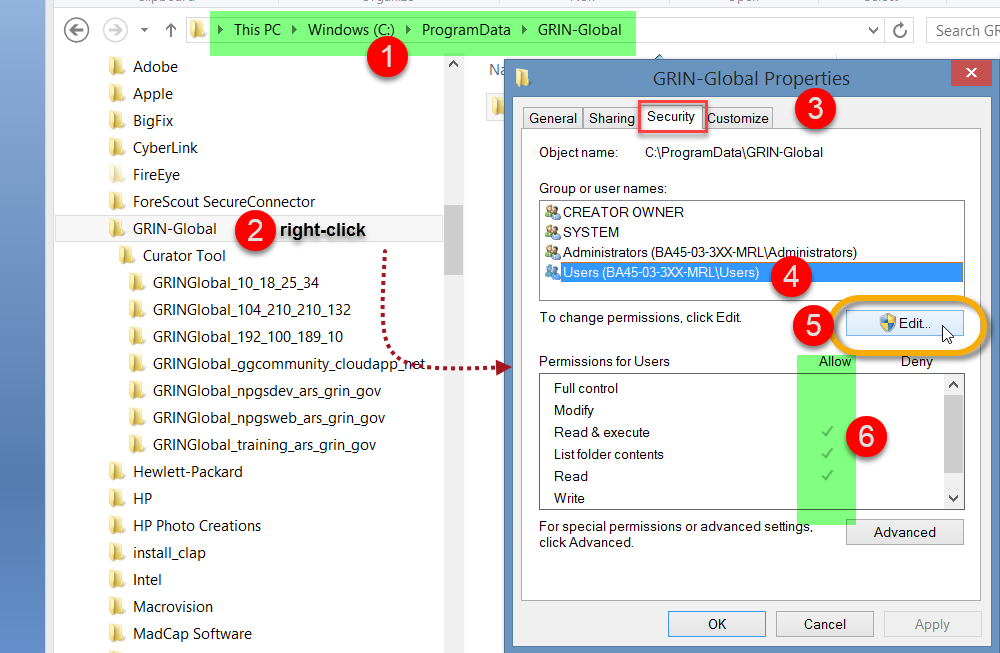 This PC Windows (C:) ProgramData GRIN-Global
Search GR
1
Adobe
Apple
BigFix
CyberLink
FireEye
ForeScout SecureConnector
GRIN-Global
2 right-click
Curator Tool
GRINGlobal_10_18_25_34
GRINGlobal_104_210_210_132
GRINGlobal_192_100_189_10
GRINGlobal_ggcommunity_cloudapp_net
GRINGlobal_npgsdev_ars_grin_gov
GRINGlobal_npgsweb_ars_grin_gov
GRINGlobal_training_ars_grin_gov
Hewlett-Packard
HP
HP Photo Creations
install_clap
Intel
Macrovision
MadCap Software
Na
GRIN-Global Properties
3
General Sharing Security Customize
Object name: C:\ProgramData\GRIN-Global
Group or user names:
CREATOR OWNER
SYSTEM
Administrators (BA45-03-3XX-MRL\Administrators)
Users (BA45-03-3XX-MRL\Users)
4
To change permissions, click Edit.
5
Edit...
Permissions for Users Allow Deny
Full control
Modify
Read & execute
6
List folder contents
Read
Write
For special permissions or advanced settings,
click Advanced.
Advanced
OK Cancel Apply